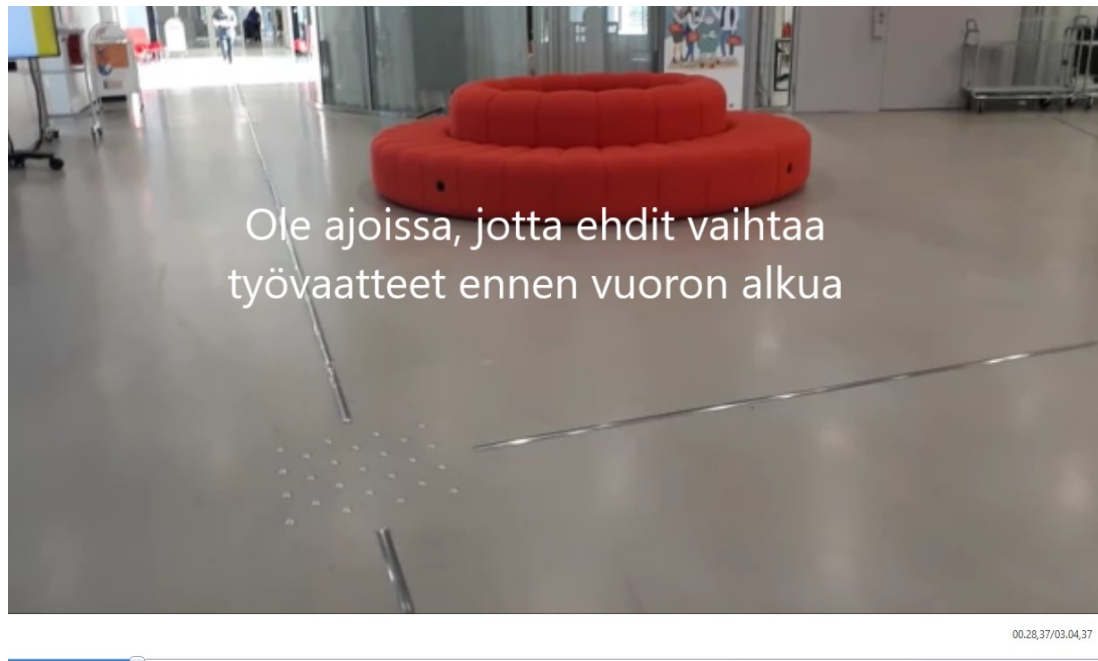 Ole ajoissa, jotta ehdit vaihtaa
työvaatteet ennen vuoron alkua
00.28,37/03.04,37